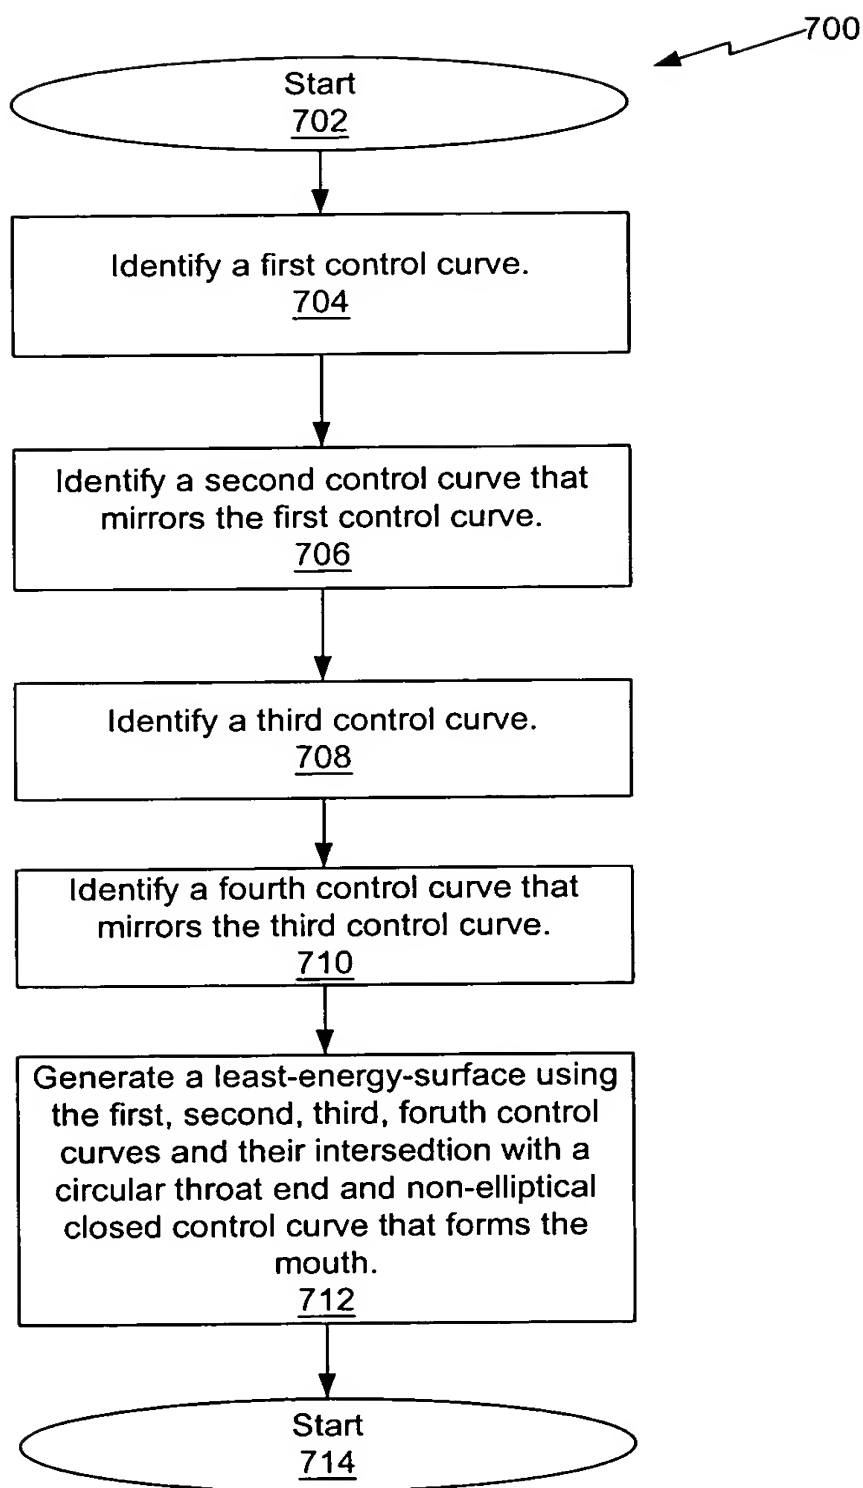 700
Start
702
Identify a first control curve.
704
Identify a second control curve that
mirrors the first control curve.
706
Identify a third control curve.
708
Identify a fourth control curve that
mirrors the third control curve.
710
Generate a least-energy-surface using
the first, second, third, foruth control
curves and their intersedtion with a
circular throat end and non-elliptical
closed control curve that forms the
mouth.
712
Start
714